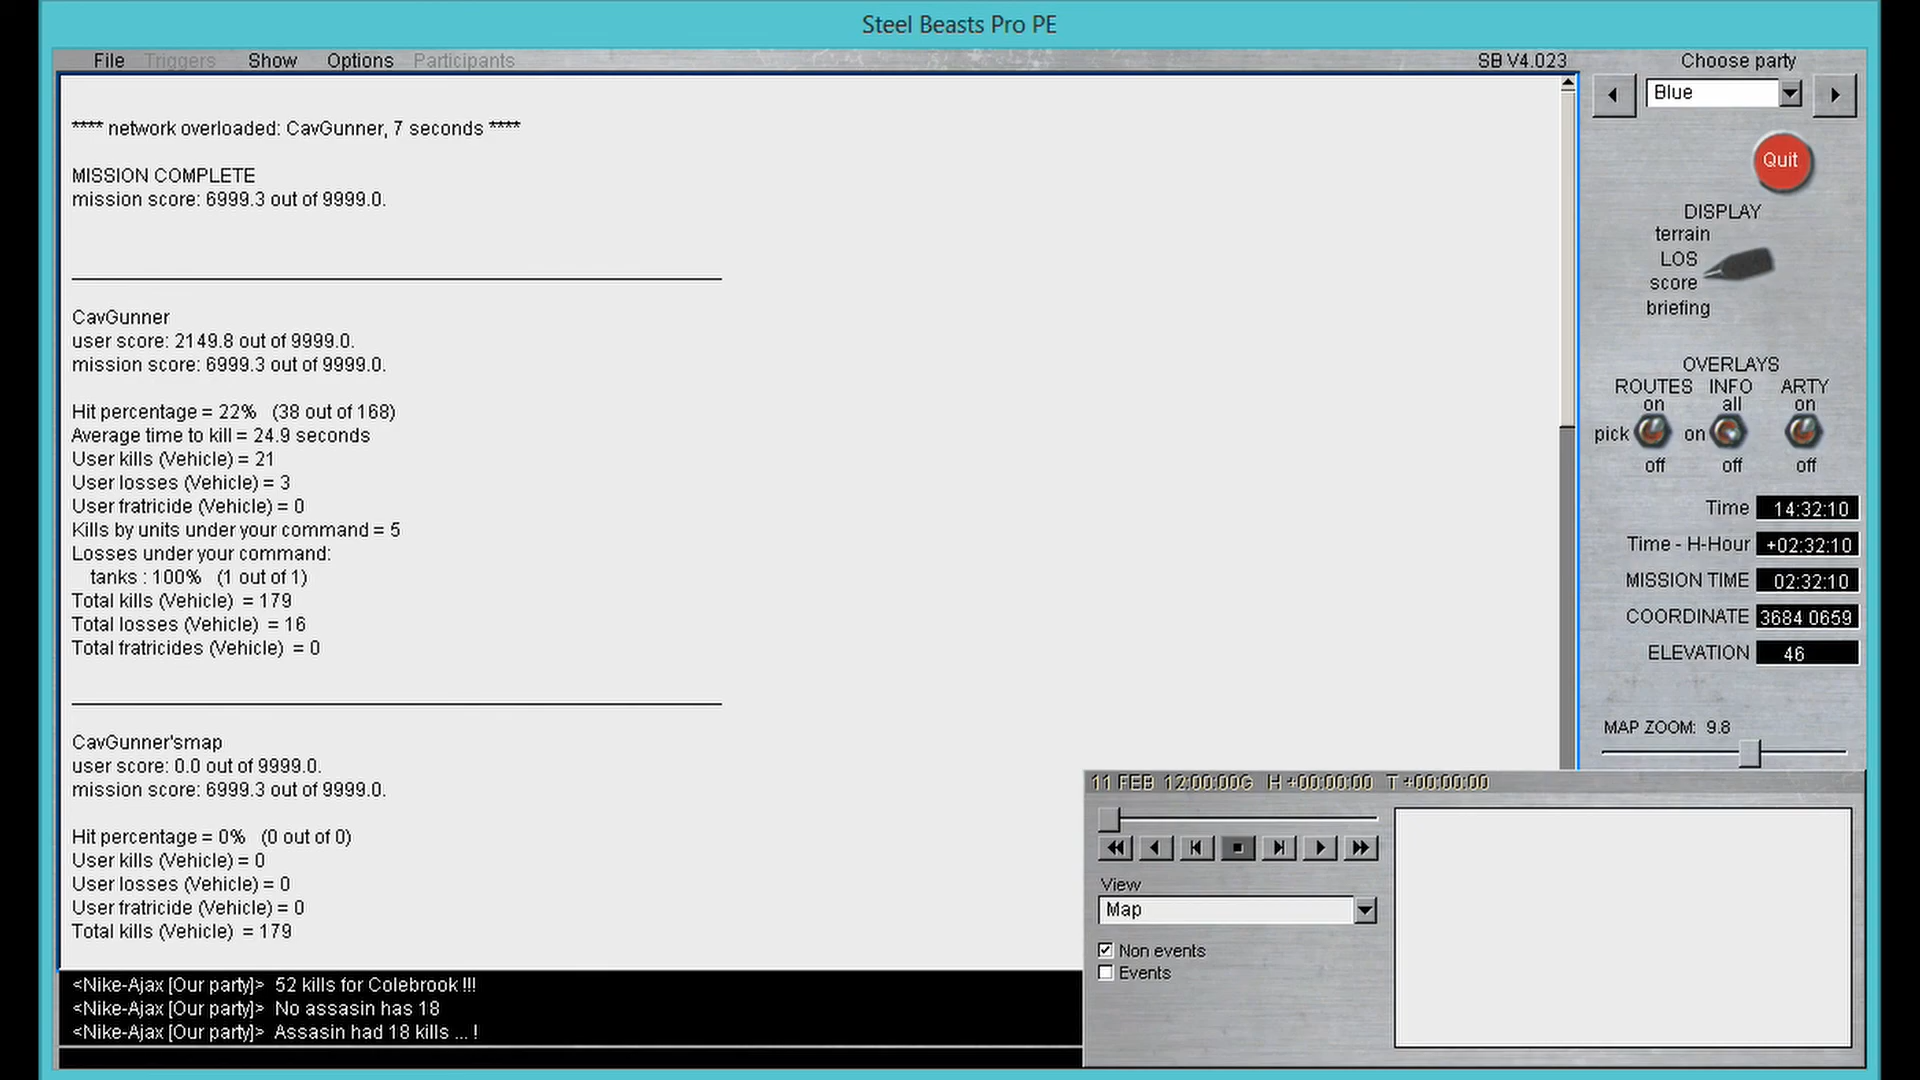 Steel Beasts Pro PE
File Triggers Show Options Participants SB V4.023
**** network overloaded: CavGunner, 7 seconds ****
MISSION COMPLETE
mission score: 6999.3 out of 9999.0.
CavGunner
user score: 2149.8 out of 9999.0.
mission score: 6999.3 out of 9999.0.
Hit percentage = 22% (38 out of 168)
Average time to kill = 24.9 seconds
User kills (Vehicle) = 21
User losses (Vehicle) = 3
User fratricide (Vehicle) = 0
Kills by units under your command = 5
Losses under your command:
tanks : 100% (1 out of 1)
Total kills (Vehicle) = 179
Total losses (Vehicle) = 16
Total fratricides (Vehicle) = 0
CavGunner'smap
user score: 0.0 out of 9999.0.
mission score: 6999.3 out of 9999.0.
Hit percentage = 0% (0 out of 0)
User kills (Vehicle) = 0
User losses (Vehicle) = 0
User fratricide (Vehicle) = 0
Total kills (Vehicle) = 179
<Nike-Ajax [Our party]> 52 kills for Colebrook !!!
<Nike-Ajax [Our party]> No assasin has 18
<Nike-Ajax [Our party]> Assasin had 18 kills ... !
Choose party
Blue
Quit
DISPLAY
terrain
LOS
score
briefing
OVERLAYS
ROUTES INFO ARTY
on all on
pick on
off off off
Time 14:32:10
Time - H-Hour +02:32:10
MISSION TIME 02:32:10
COORDINATE 3684 0659
ELEVATION 46
MAP ZOOM: 9.8
11 FEB 12:00:00G H +00:00:00 T +00:00:00
View
Map
Non events
Events